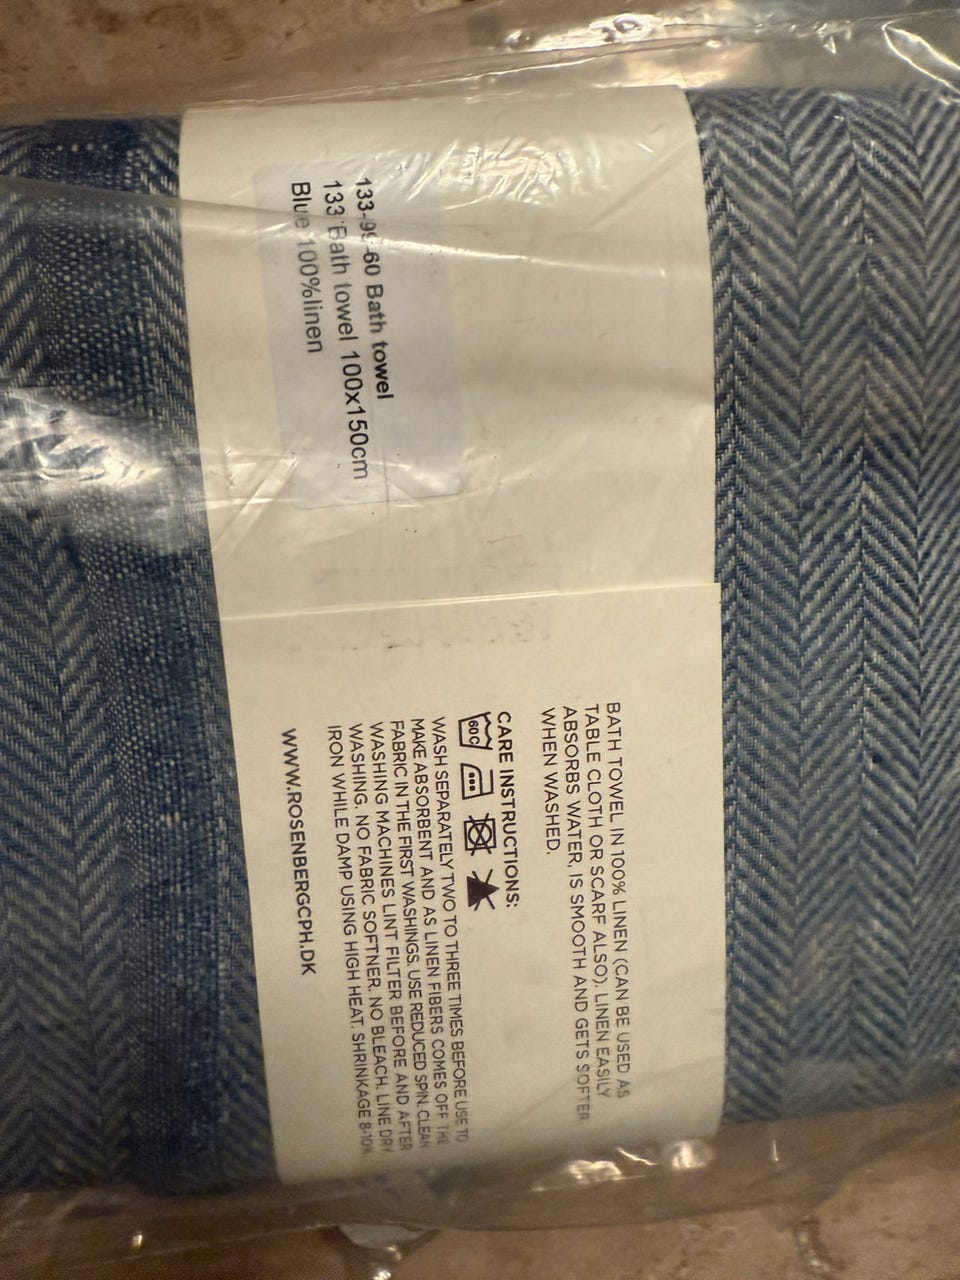 133-99-60 Bath towel
133 Bath towel 100x150cm
Blue 100%linen
BATH TOWEL IN 100% LINEN (CAN BE USED AS
TABLE CLOTH OR SCARF ALSO). LINEN EASILY
ABSORBS WATER, IS SMOOTH AND GETS SOFTER
WHEN WASHED.
CARE INSTRUCTIONS:
60C
WASH SEPARATELY TWO TO THREE TIMES BEFORE USE TO
MAKE ABSORBENT AND AS LINEN FIBERS COMES OFF THE
FABRIC IN THE FIRST WASHINGS. USE REDUCED SPIN. CLEAN
WASHING MACHINES LINT FILTER BEFORE AND AFTER
WASHING. NO FABRIC SOFTNER. NO BLEACH. LINE DRY
IRON WHILE DAMP USING HIGH HEAT. SHRINKAGE 8-10%
WWW.ROSENBERGCPH.DK